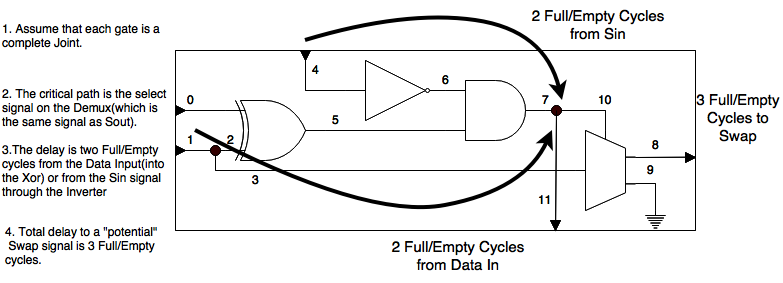 2 Full/Empty Cycles
from Sin
1. Assume that each gate is a
complete Joint.
4
6
2. The critical path is the select
signal on the Demux(which is
the same signal as Sout).
0
7
10
3 Full/Empty
Cycles to
Swap
5
1
2
8
3.The delay is two Full/Empty
cycles from the Data Input(into
the Xor) or from the Sin signal
through the Inverter
3
9
11
4. Total delay to a "potential"
Swap signal is 3 Full/Empty
cycles.
2 Full/Empty Cycles
from Data In